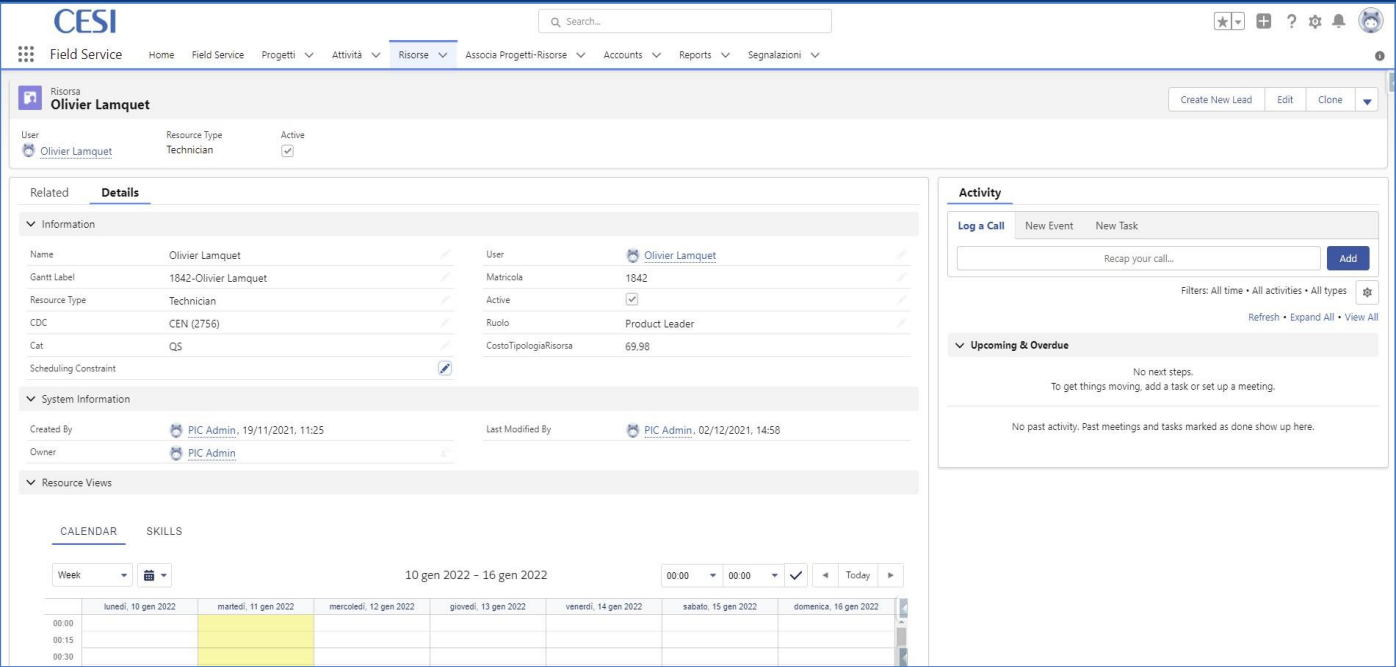 CESI
Search...
Field Service Home Field Service Progetti Attività Risorse Associa Progetti-Risorse Accounts Reports Segnalazioni
Risorsa
Olivier Lamquet
Create New Lead Edit Clone
User Resource Type Active
Olivier Lamquet Technician
Related Details
Information
Name Olivier Lamquet User Olivier Lamquet
Gantt Label 1842-Olivier Lamquet Matricola 1842
Resource Type Technician Active
CDC CEN (2756) Ruolo Product Leader
Cat QS CostoTipologiaRisorsa 69,98
Scheduling Constraint
System Information
Created By PIC Admin, 19/11/2021, 11:25 Last Modified By PIC Admin, 02/12/2021, 14:58
Owner PIC Admin
Resource Views
CALENDAR SKILLS
Week 10 gen 2022 - 16 gen 2022 00:00 00:00 Today
lunedì, 10 gen 2022 martedì, 11 gen 2022 mercoledì, 12 gen 2022 giovedì, 13 gen 2022 venerdì, 14 gen 2022 sabato, 15 gen 2022 domenica, 16 gen 2022
00:00
00:15
00:30
Activity
Log a Call New Event New Task
Recap your call... Add
Filters: All time • All activities • All types
Refresh • Expand All • View All
Upcoming & Overdue
No next steps.
To get things moving, add a task or set up a meeting.
No past activity. Past meetings and tasks marked as done show up here.